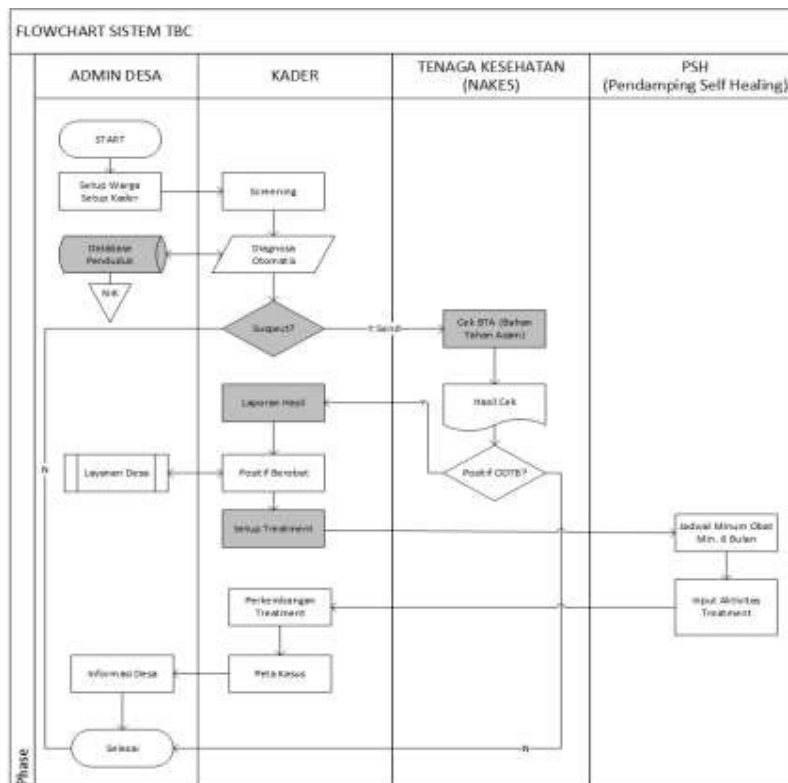 FLOWCHART SISTEM TBC
ADMIN DESA
KADER
TENAGA KESEHATAN
(NAKES)
PSH
(Pendamping Self Healing)
START
Setup Warga
Setup Kader
Screening
Database
Penduduk
Diagnosa
Otomatis
NIK
Suspect?
Y Send
Cek BTA (Bahan
Tahan Asam)
Laporan Hasil
Y
Hasil Cek
N
Layanan Desa
Positif Berobat
Positif ODTB?
Setup Treatment
Jadwal Minum Obat
Min. 6 Bulan
Perkembangan
Treatment
Input Aktivitas
Treatment
Informasi Desa
Peta Kasus
Selesai
N
Phase